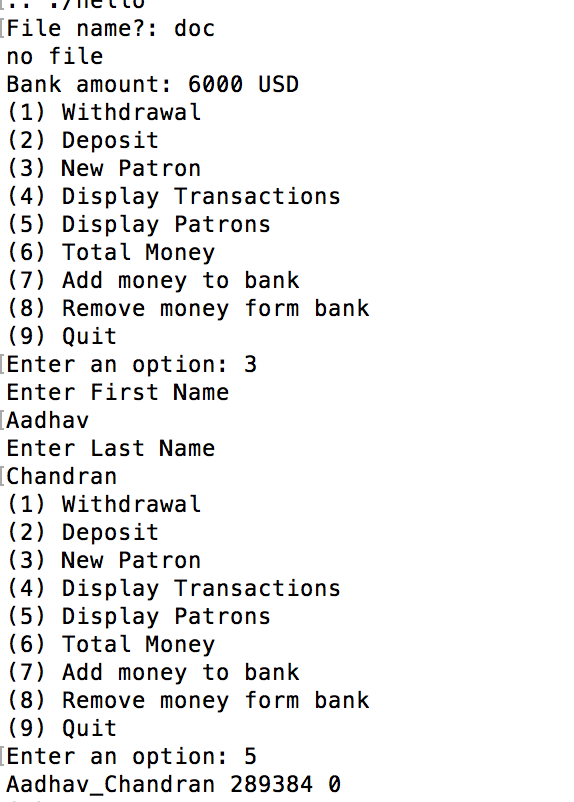 File name?: doc
no file
Bank amount: 6000 USD
(1) Withdrawal
(2) Deposit
(3) New Patron
(4) Display Transactions
(5) Display Patrons
(6) Total Money
(7) Add money to bank
(8) Remove money form bank
(9) Quit
Enter an option: 3
Enter First Name
Aadhav
Enter Last Name
Chandran
(1) Withdrawal
(2) Deposit
(3) New Patron
(4) Display Transactions
(5) Display Patrons
(6) Total Money
(7) Add money to bank
(8) Remove money form bank
(9) Quit
Enter an option: 5
Aadhav_Chandran 289384 0